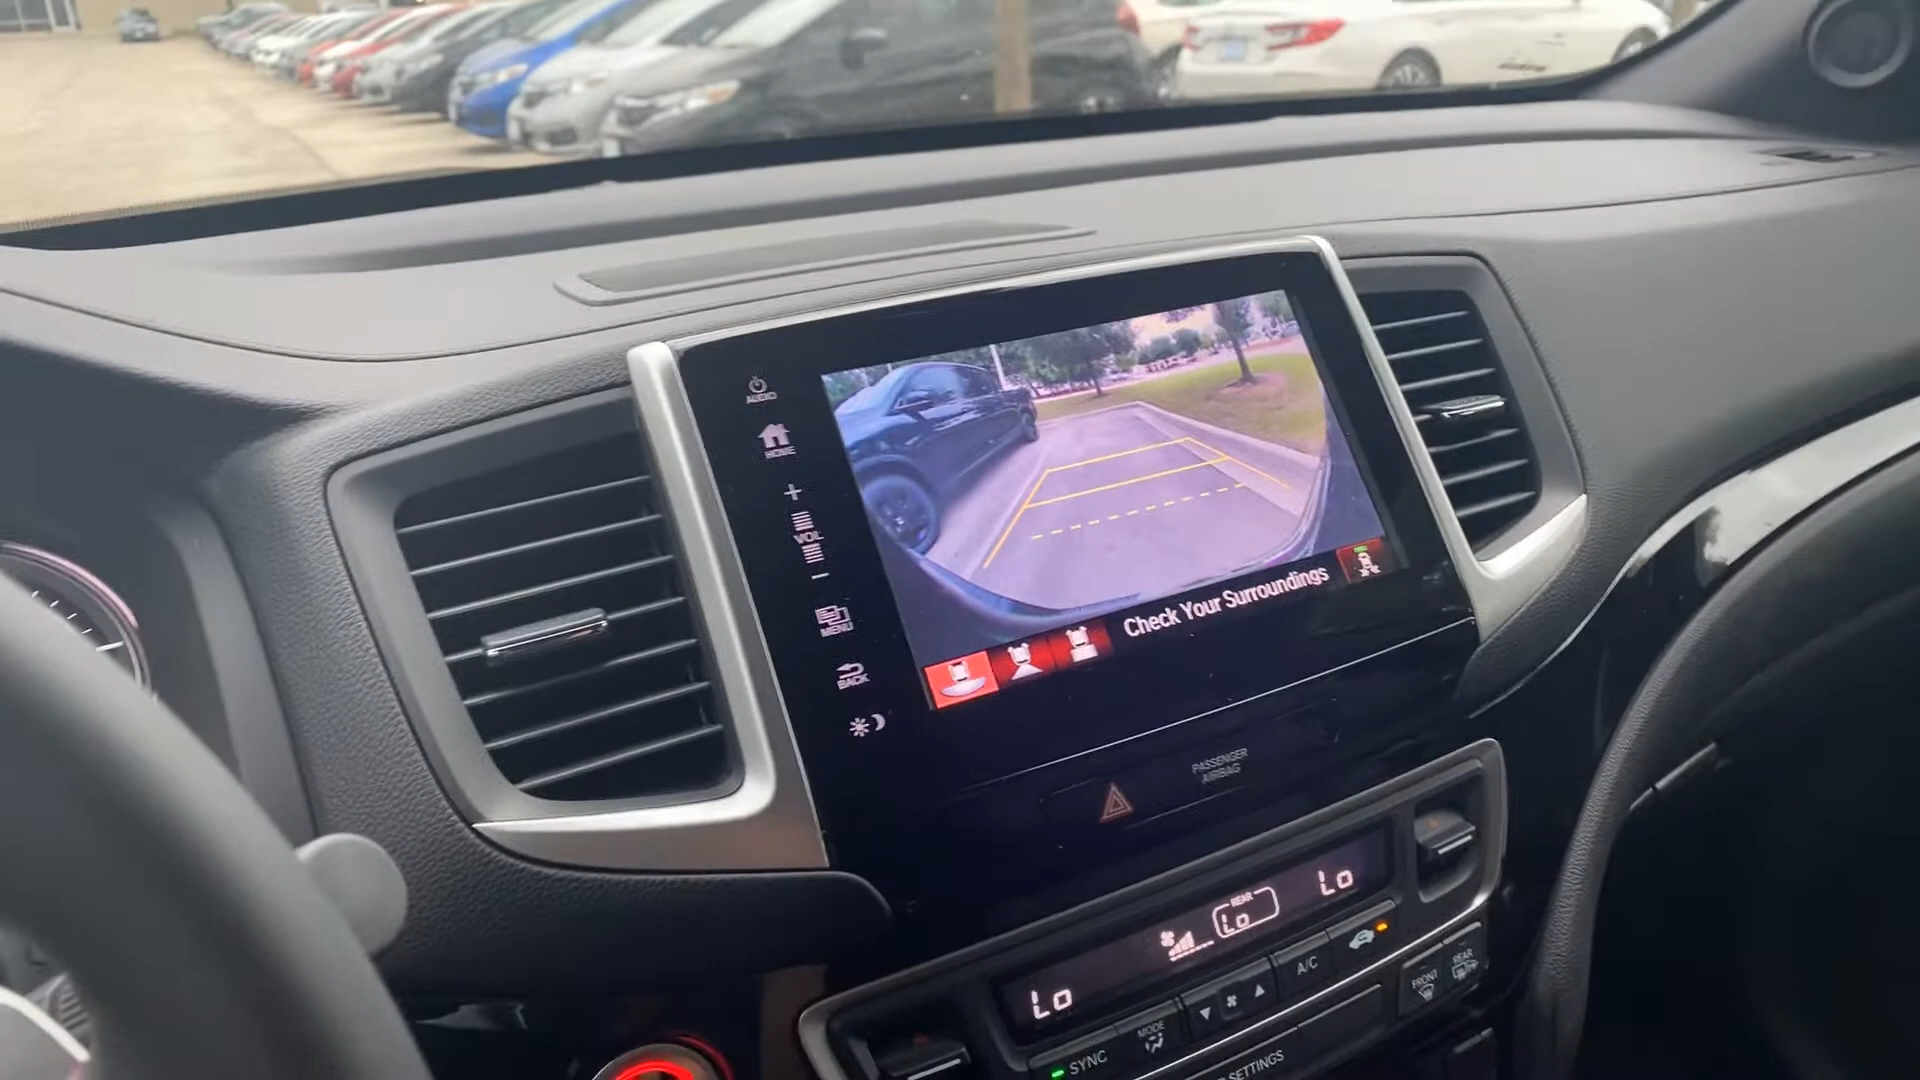 AUDIO
HOME
+
VOL
-
MENU
BACK
Check Your Surroundings
PASSENGER
AIRBAG
Lo
REAR
Lo
Lo
SYNC
MODE
A/C
FRONT
REAR
SETTINGS